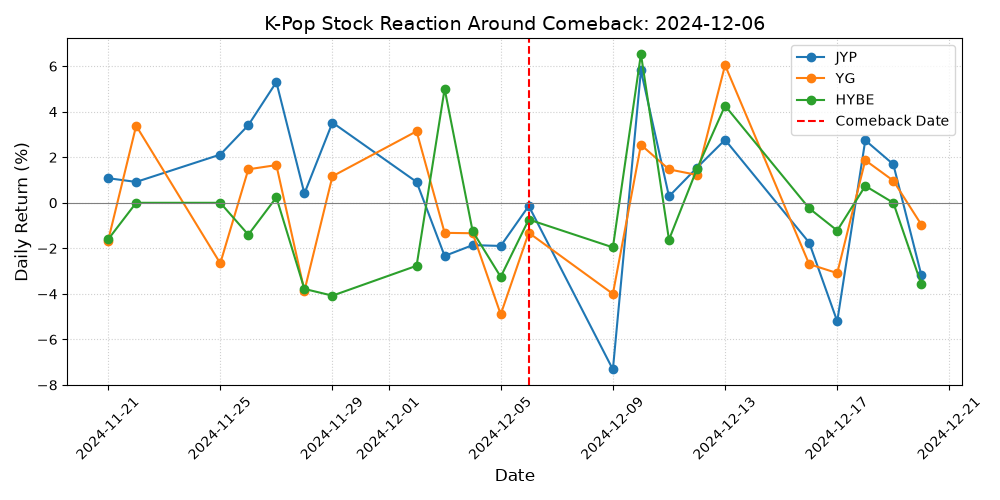 K-Pop Stock Reaction Around Comeback: 2024-12-06
JYP
YG
HYBE
Comeback Date
Daily Return (%)
6
4
2
0
−2
−4
−6
−8
2024-11-21
2024-11-25
2024-11-29
2024-12-01
2024-12-05
2024-12-09
2024-12-13
2024-12-17
2024-12-21
Date